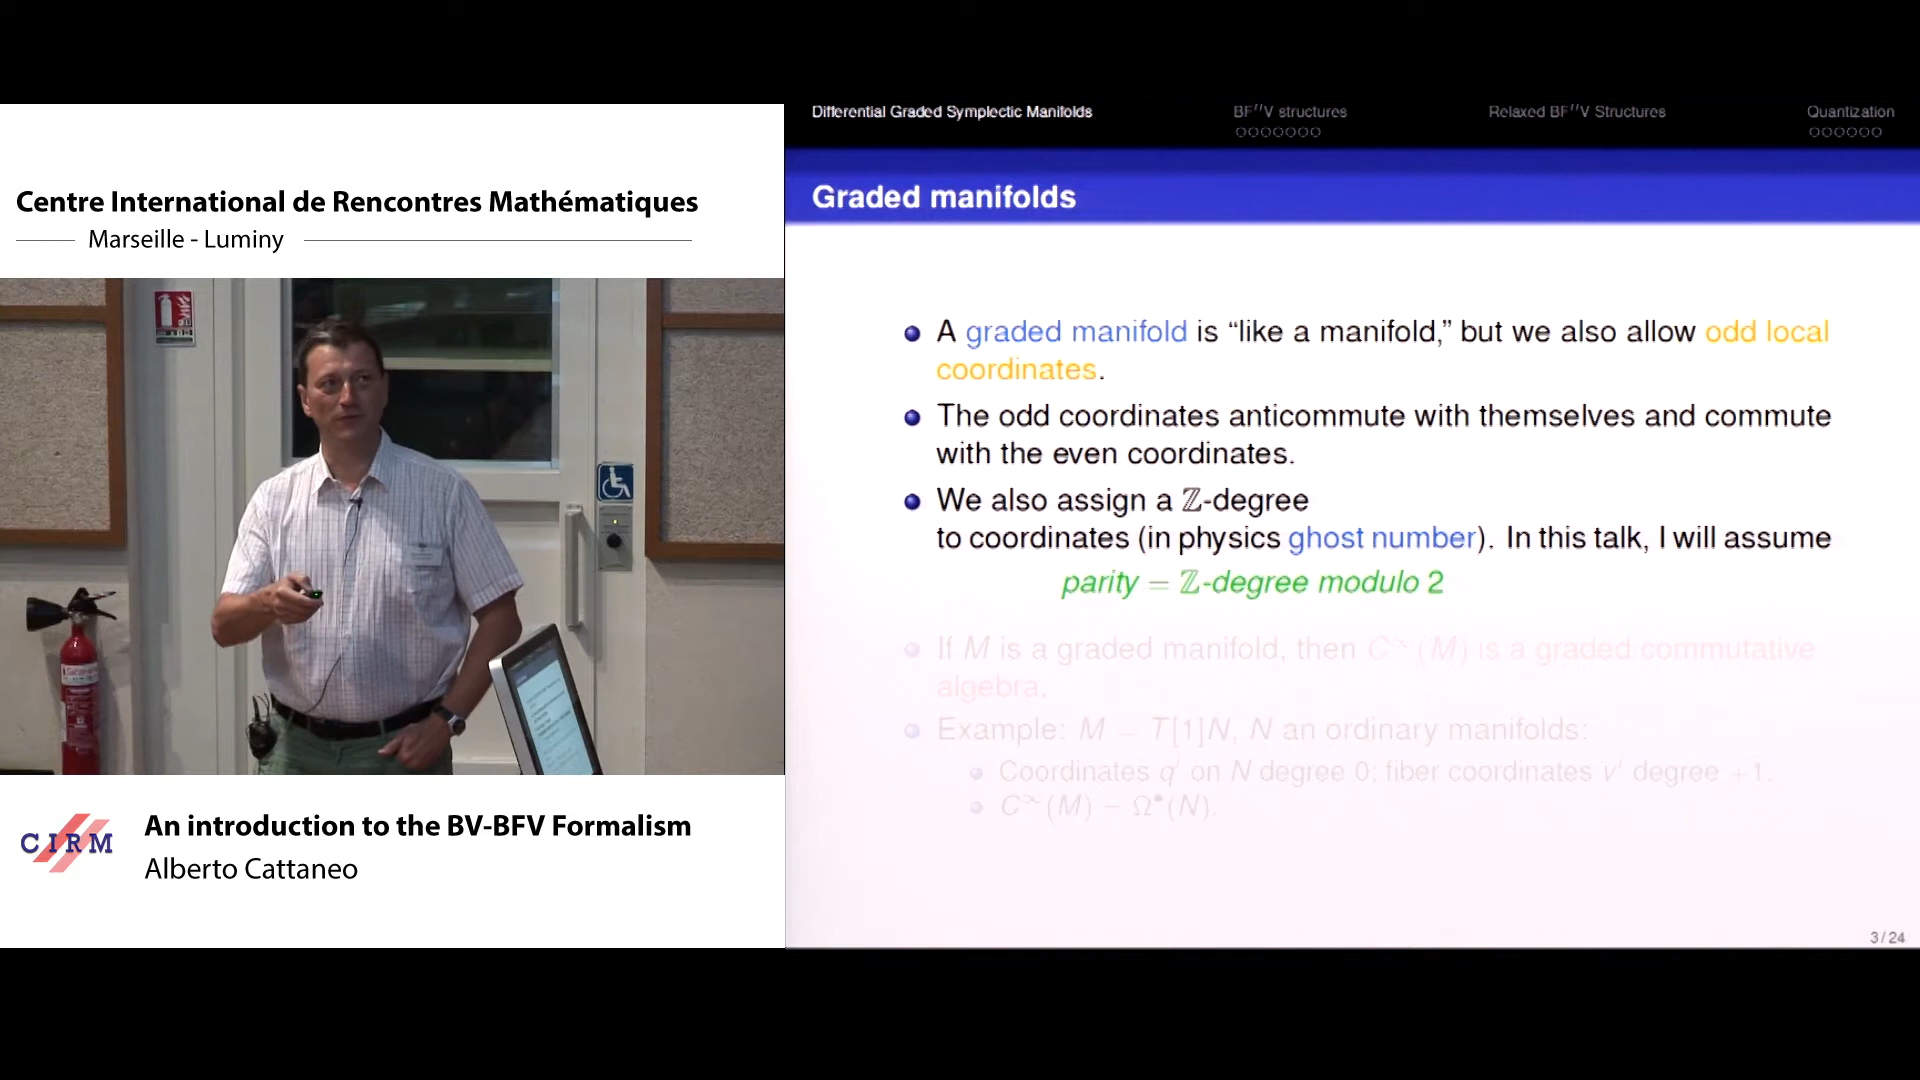 Centre International de Rencontres Mathématiques
Marseille - Luminy
CIRM
An introduction to the BV-BFV Formalism
Alberto Cattaneo
Differential Graded Symplectic Manifolds
BFⁿV structures
Relaxed BFⁿV Structures
Quantization
Graded manifolds
A graded manifold is “like a manifold,” but we also allow odd local
coordinates.
The odd coordinates anticommute with themselves and commute
with the even coordinates.
We also assign a ℤ-degree
to coordinates (in physics ghost number). In this talk, I will assume
parity = ℤ-degree modulo 2
If M is a graded manifold, then C^∞(M) is a graded commutative
algebra.
Example: M = T[1]N, N an ordinary manifolds:
Coordinates qⁱ on N degree 0; fiber coordinates vⁱ degree +1.
C^∞(M) = Ω^•(N).
3 / 24